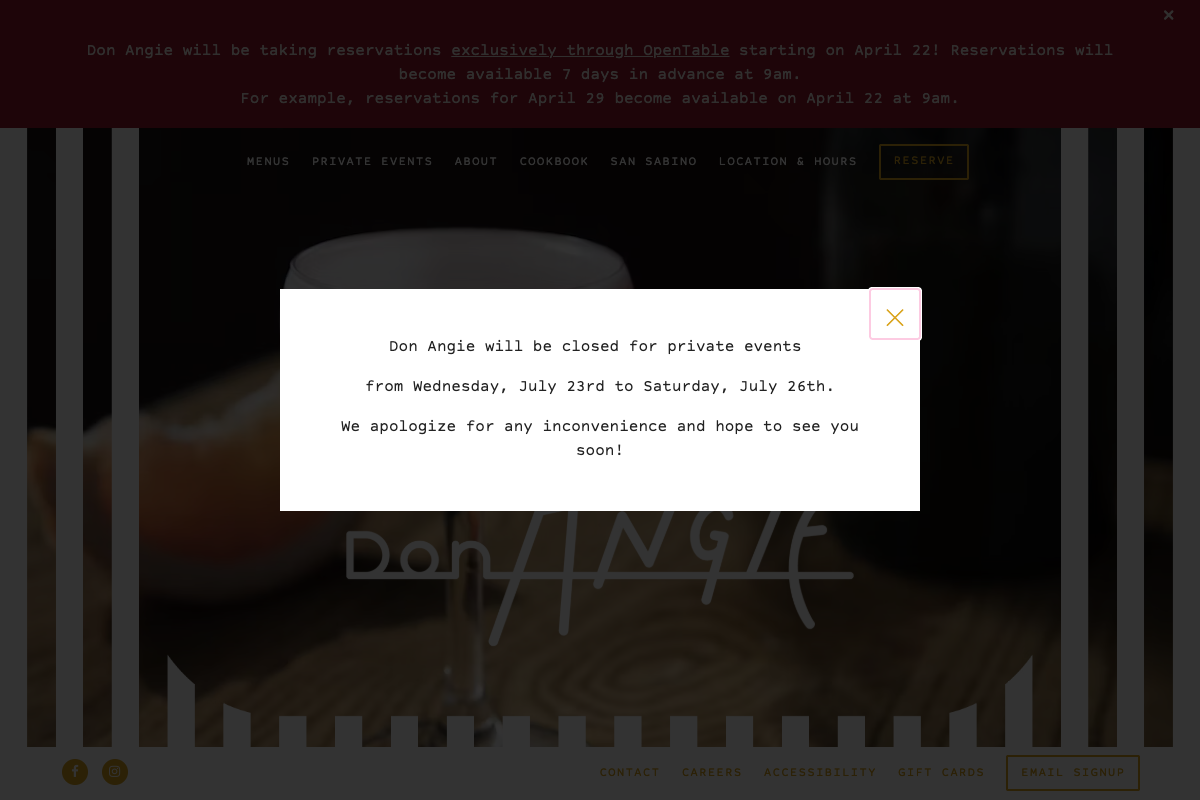 Don Angie will be taking reservations exclusively through OpenTable starting on April 22! Reservations will
become available 7 days in advance at 9am.
For example, reservations for April 29 become available on April 22 at 9am.
MENUS PRIVATE EVENTS ABOUT COOKBOOK SAN SABINO LOCATION & HOURS RESERVE
Don Angie will be closed for private events
from Wednesday, July 23rd to Saturday, July 26th.
We apologize for any inconvenience and hope to see you
soon!
Don ANGIE
CONTACT CAREERS ACCESSIBILITY GIFT CARDS EMAIL SIGNUP